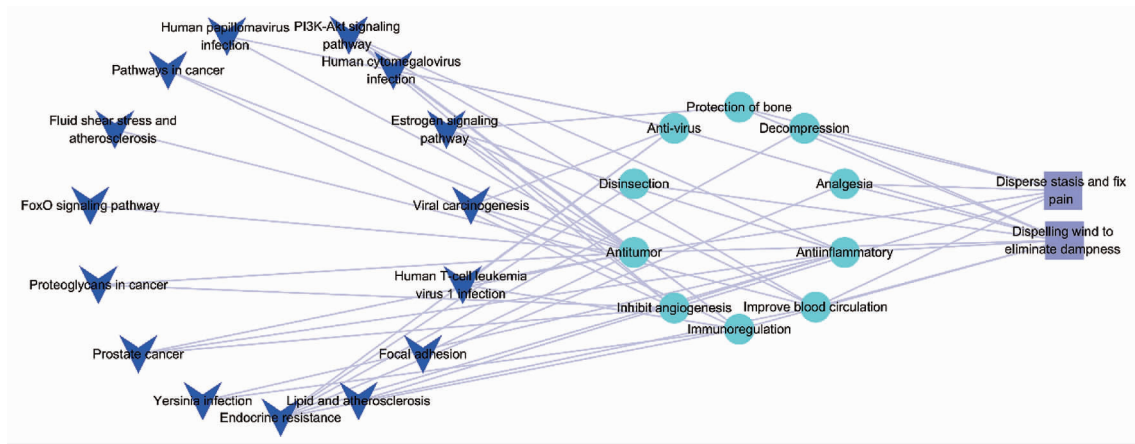 Human papillomavirus
infection
PI3K-Akt signaling
pathway
Human cytomegalovirus
infection
Pathways in cancer
Fluid shear stress and
atherosclerosis
Estrogen signaling
pathway
FoxO signaling pathway
Viral carcinogenesis
Proteoglycans in cancer
Human T-cell leukemia
virus 1 infection
Prostate cancer
Focal adhesion
Yersinia infection
Lipid and atherosclerosis
Endocrine resistance
Protection of bone
Anti-virus
Decompression
Disinsection
Analgesia
Antitumor
Antiinflammatory
Inhibit angiogenesis
Improve blood circulation
Immunoregulation
Disperse stasis and fix
pain
Dispelling wind to
eliminate dampness